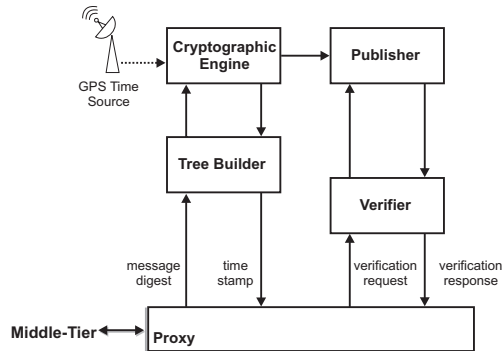 Cryptographic
Engine
Publisher
GPS Time
Source
Tree Builder
Verifier
message
digest
time
stamp
verification
request
verification
response
Middle-Tier
Proxy